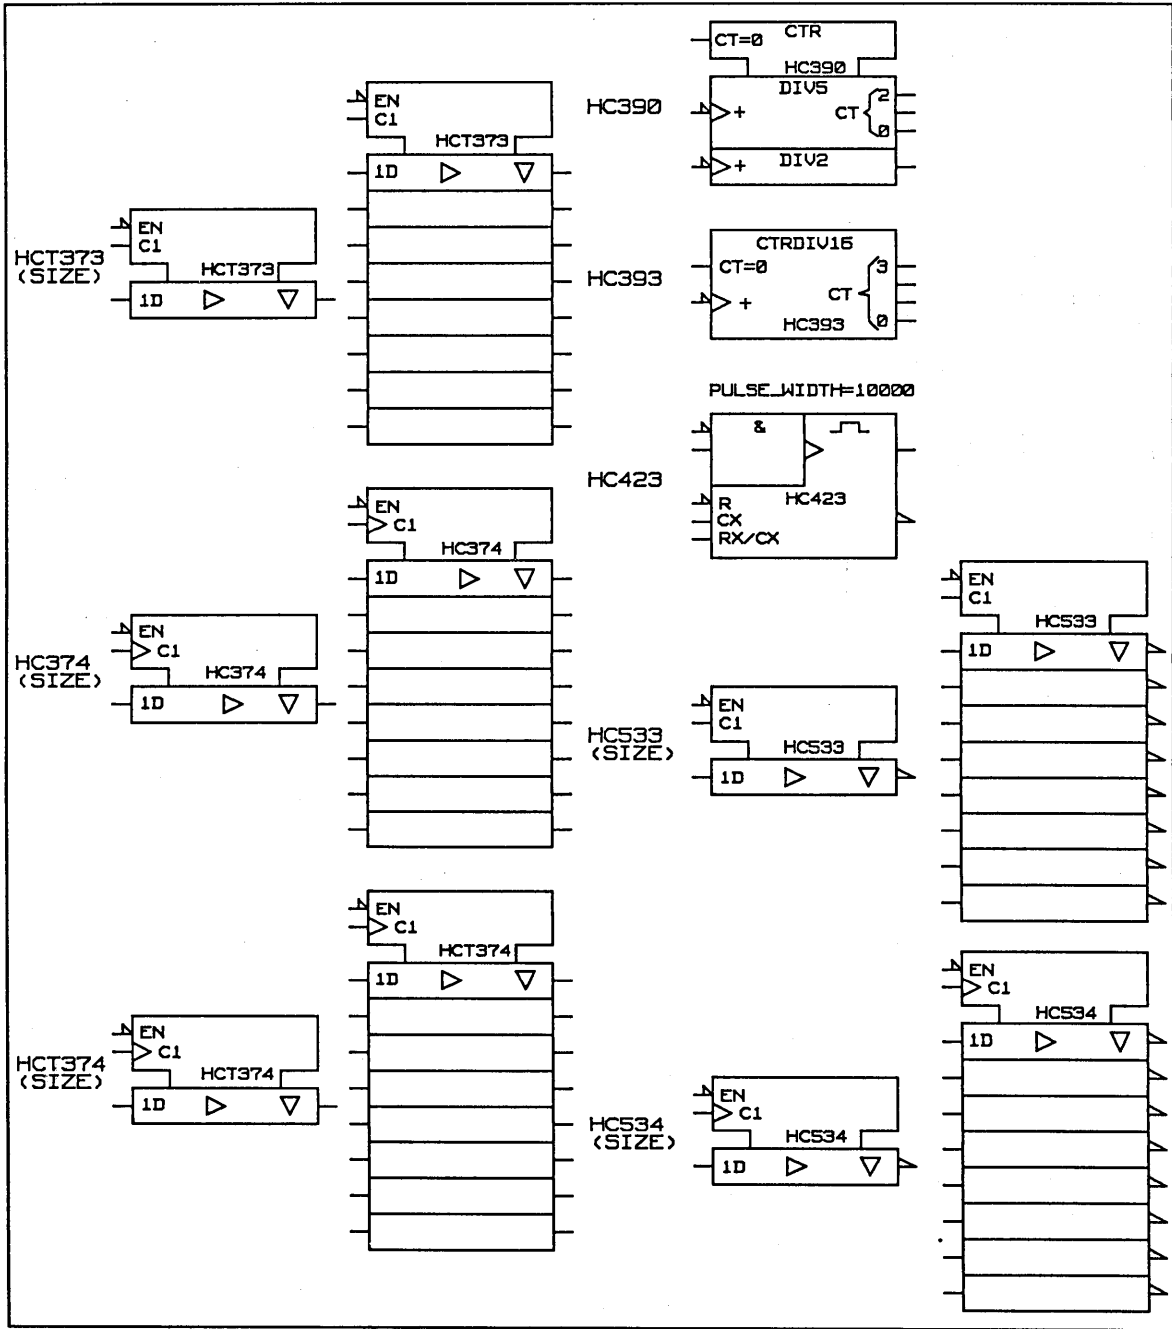 EN
C1
HCT373
1D
HCT373
(SIZE)
EN
C1
HCT373
1D
EN
C1
HC374
1D
HC374
(SIZE)
EN
C1
HC374
1D
EN
C1
HCT374
1D
HCT374
(SIZE)
EN
C1
HCT374
1D
HC390
CT=0
CTR
HC390
DIV5
+
CT
2
0
+
DIV2
HC393
CTRDIV16
CT=0
CT
3
+
0
HC393
PULSE_WIDTH=10000
&
HC423
HC423
R
CX
RX/CX
EN
C1
HC533
1D
HC533
(SIZE)
EN
C1
HC533
1D
EN
C1
HC534
1D
HC534
(SIZE)
EN
C1
HC534
1D